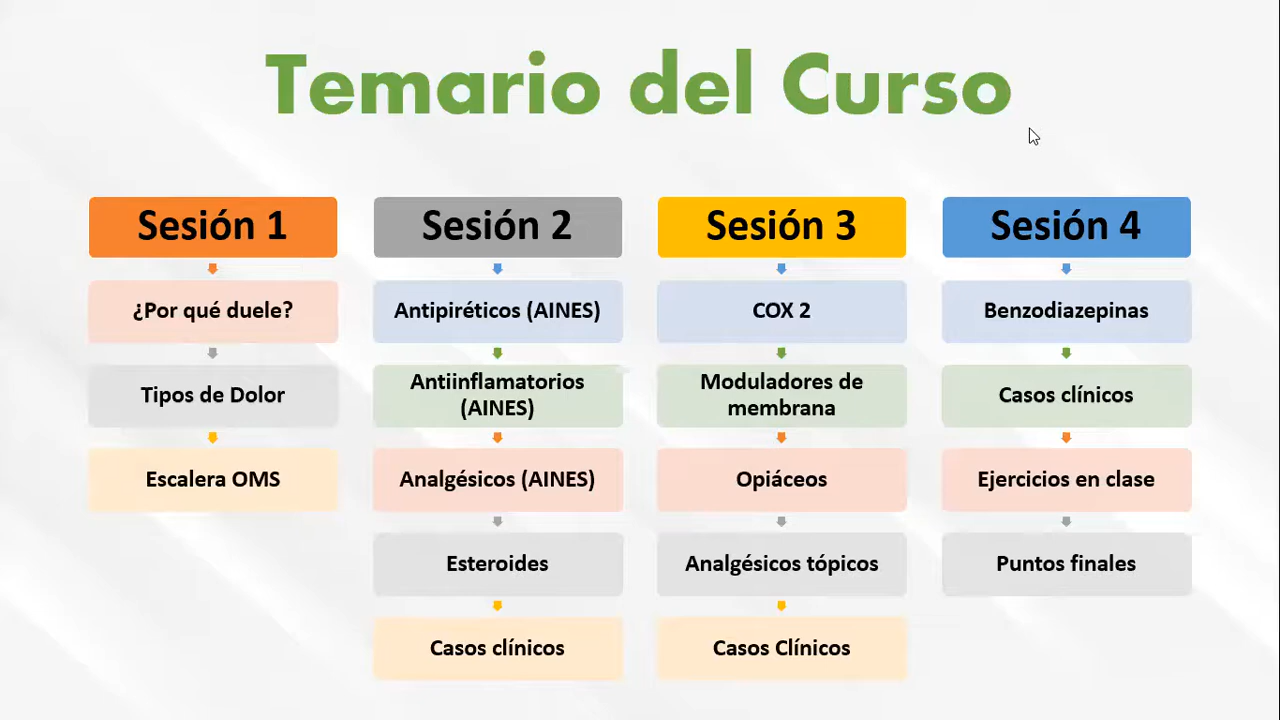 Temario del Curso
Sesión 1
¿Por qué duele?
Tipos de Dolor
Escalera OMS
Sesión 2
Antipiréticos (AINES)
Antiinflamatorios
(AINES)
Analgésicos (AINES)
Esteroides
Casos clínicos
Sesión 3
COX 2
Moduladores de
membrana
Opiáceos
Analgésicos tópicos
Casos Clínicos
Sesión 4
Benzodiazepinas
Casos clínicos
Ejercicios en clase
Puntos finales